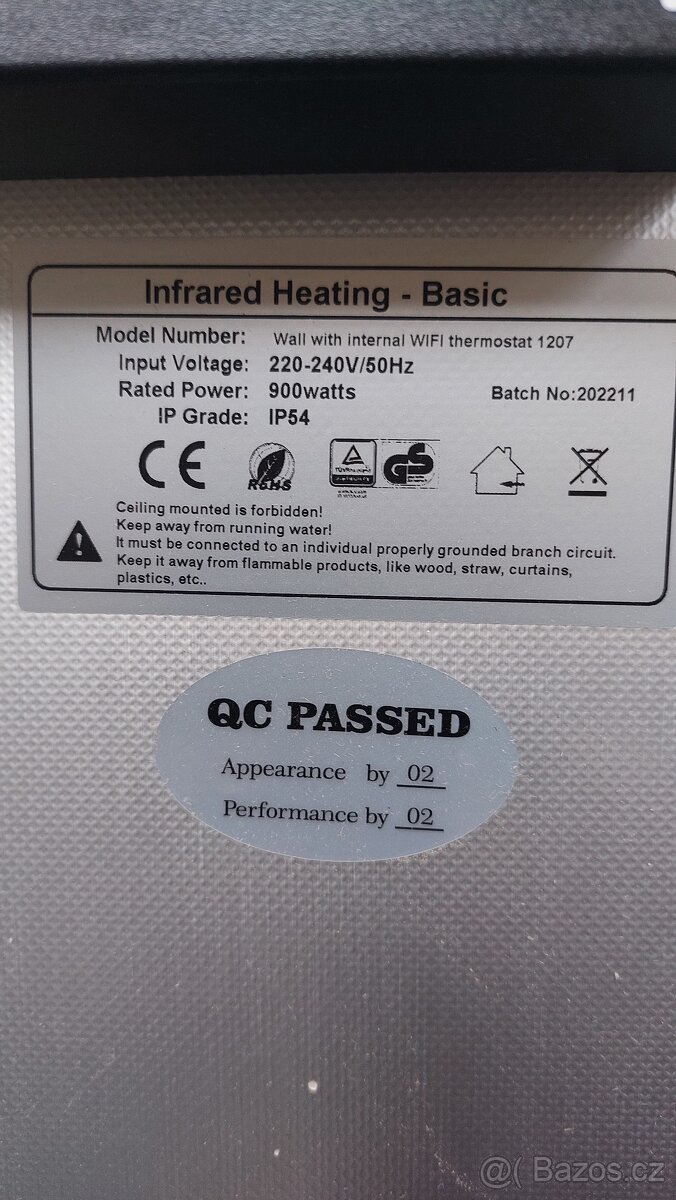 Infrared Heating - Basic
Model Number: Wall with internal WIFI thermostat 1207
Input Voltage: 220-240V/50Hz
Rated Power: 900watts Batch No:202211
IP Grade: IP54
CE RoHS TÜVRheinland GS
Ceiling mounted is forbidden!
Keep away from running water!
It must be connected to an individual properly grounded branch circuit.
Keep it away from flammable products, like wood, straw, curtains,
plastics, etc..
QC PASSED
Appearance by 02
Performance by 02
@( Bazos.cz